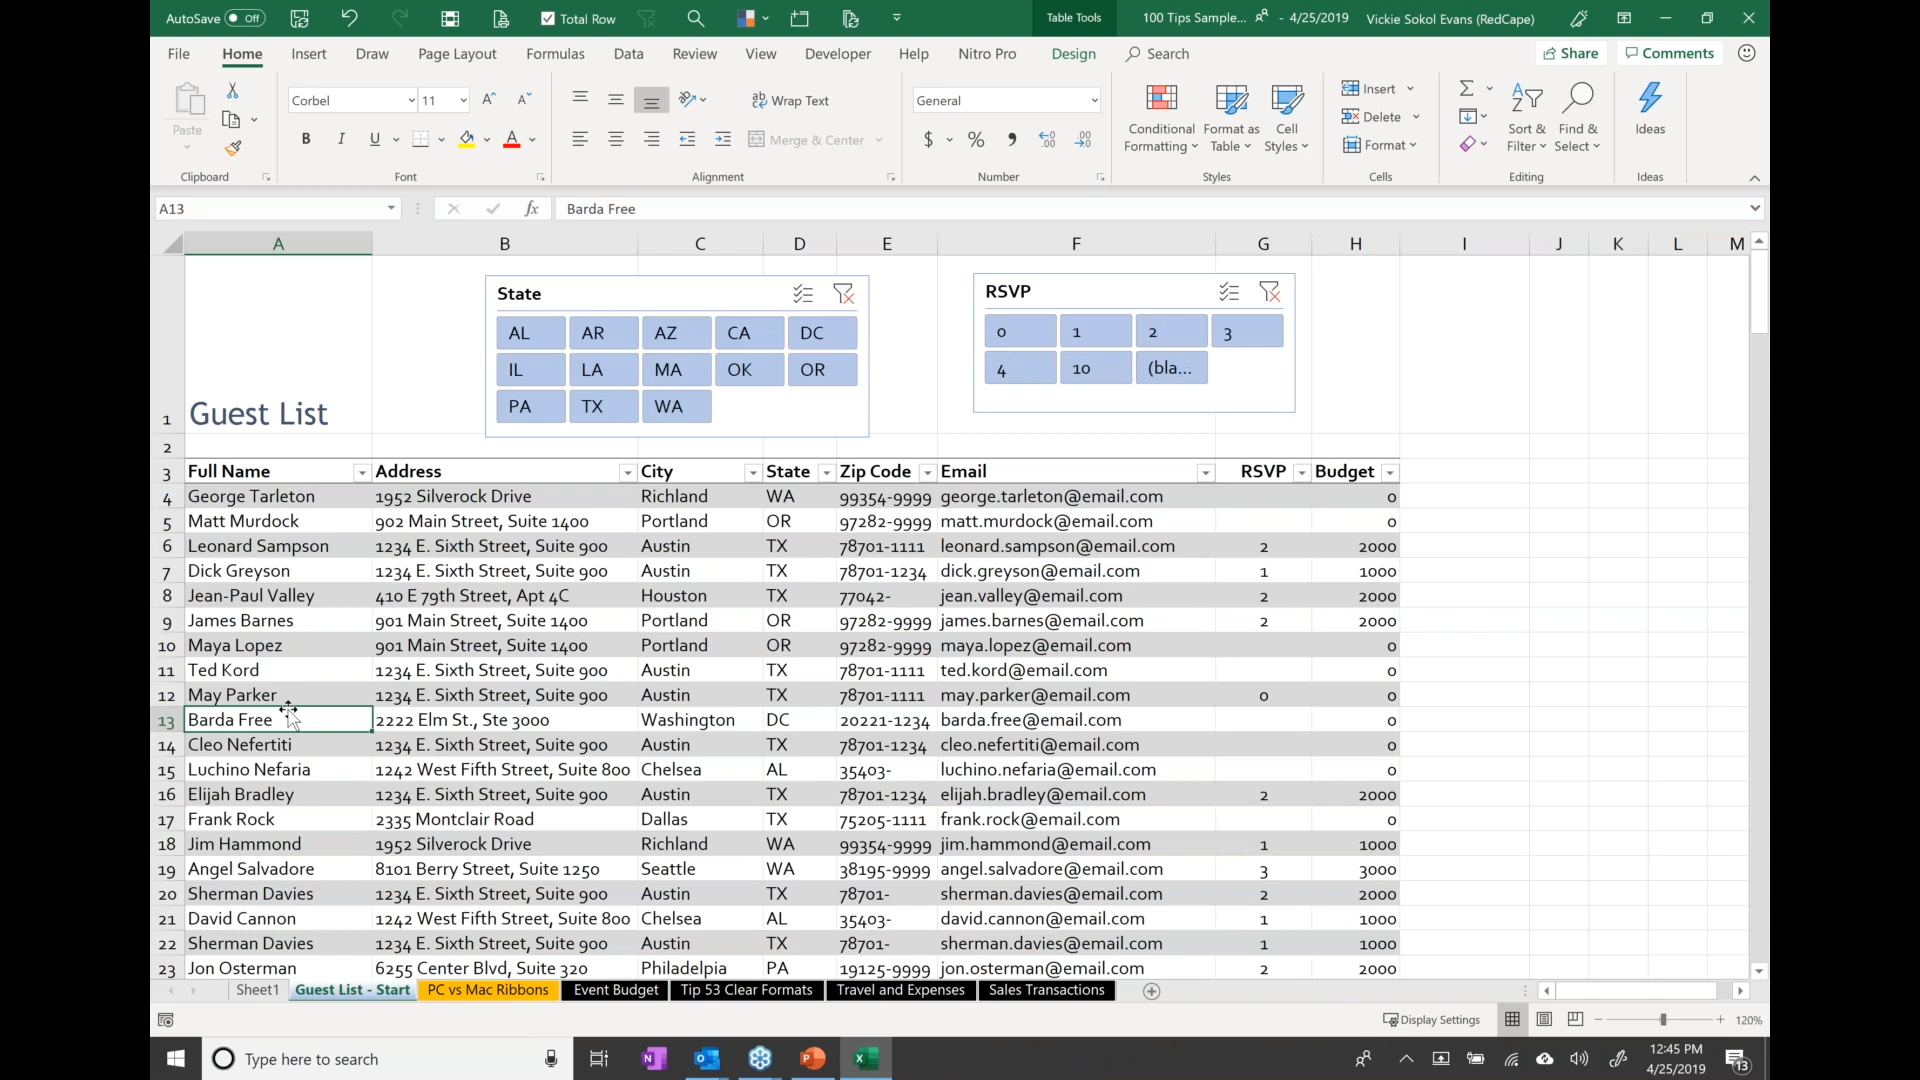 AutoSave Off Total Row Table Tools 100 Tips Sample... - 4/25/2019 Vickie Sokol Evans (RedCape)
File Home Insert Draw Page Layout Formulas Data Review View Developer Help Nitro Pro Design Search Share Comments
Paste Corbel 11 Wrap Text General Conditional Formatting Format as Table Cell Styles Insert Sort & Filter Find & Select Ideas
B I U Merge & Center $ % Delete
Format
Clipboard Font Alignment Number Styles Cells Editing Ideas
A13 fx Barda Free
A B C D E F G H I J K L M
State RSVP
AL AR AZ CA DC 0 1 2 3
IL LA MA OK OR 4 10 (bla...
PA TX WA
1 Guest List
2
3 Full Name Address City State Zip Code Email RSVP Budget
4 George Tarleton 1952 Silverock Drive Richland WA 99354-9999 george.tarleton@email.com 0
5 Matt Murdock 902 Main Street, Suite 1400 Portland OR 97282-9999 matt.murdock@email.com 0
6 Leonard Sampson 1234 E. Sixth Street, Suite 900 Austin TX 78701-1111 leonard.sampson@email.com 2 2000
7 Dick Greyson 1234 E. Sixth Street, Suite 900 Austin TX 78701-1234 dick.greyson@email.com 1 1000
8 Jean-Paul Valley 410 E 79th Street, Apt 4C Houston TX 77042- jean.valley@email.com 2 2000
9 James Barnes 901 Main Street, Suite 1400 Portland OR 97282-9999 james.barnes@email.com 2 2000
10 Maya Lopez 901 Main Street, Suite 1400 Portland OR 97282-9999 maya.lopez@email.com 0
11 Ted Kord 1234 E. Sixth Street, Suite 900 Austin TX 78701-1111 ted.kord@email.com 0
12 May Parker 1234 E. Sixth Street, Suite 900 Austin TX 78701-1111 may.parker@email.com 0 0
13 Barda Free 2222 Elm St., Ste 3000 Washington DC 20221-1234 barda.free@email.com 0
14 Cleo Nefertiti 1234 E. Sixth Street, Suite 900 Austin TX 78701-1234 cleo.nefertiti@email.com 0
15 Luchino Nefaria 1242 West Fifth Street, Suite 800 Chelsea AL 35403- luchino.nefaria@email.com 0
16 Elijah Bradley 1234 E. Sixth Street, Suite 900 Austin TX 78701-1234 elijah.bradley@email.com 2 2000
17 Frank Rock 2335 Montclair Road Dallas TX 75205-1111 frank.rock@email.com 0
18 Jim Hammond 1952 Silverock Drive Richland WA 99354-9999 jim.hammond@email.com 1 1000
19 Angel Salvadore 8101 Berry Street, Suite 1250 Seattle WA 38195-9999 angel.salvadore@email.com 3 3000
20 Sherman Davies 1234 E. Sixth Street, Suite 900 Austin TX 78701- sherman.davies@email.com 2 2000
21 David Cannon 1242 West Fifth Street, Suite 800 Chelsea AL 35403- david.cannon@email.com 1 1000
22 Sherman Davies 1234 E. Sixth Street, Suite 900 Austin TX 78701- sherman.davies@email.com 1 1000
23 Jon Osterman 6255 Center Blvd, Suite 320 Philadelpia PA 19125-9999 jon.osterman@email.com 2 2000
Sheet1 Guest List - Start PC vs Mac Ribbons Event Budget Tip 53 Clear Formats Travel and Expenses Sales Transactions
Display Settings 120%
Type here to search 12:45 PM
4/25/2019 13